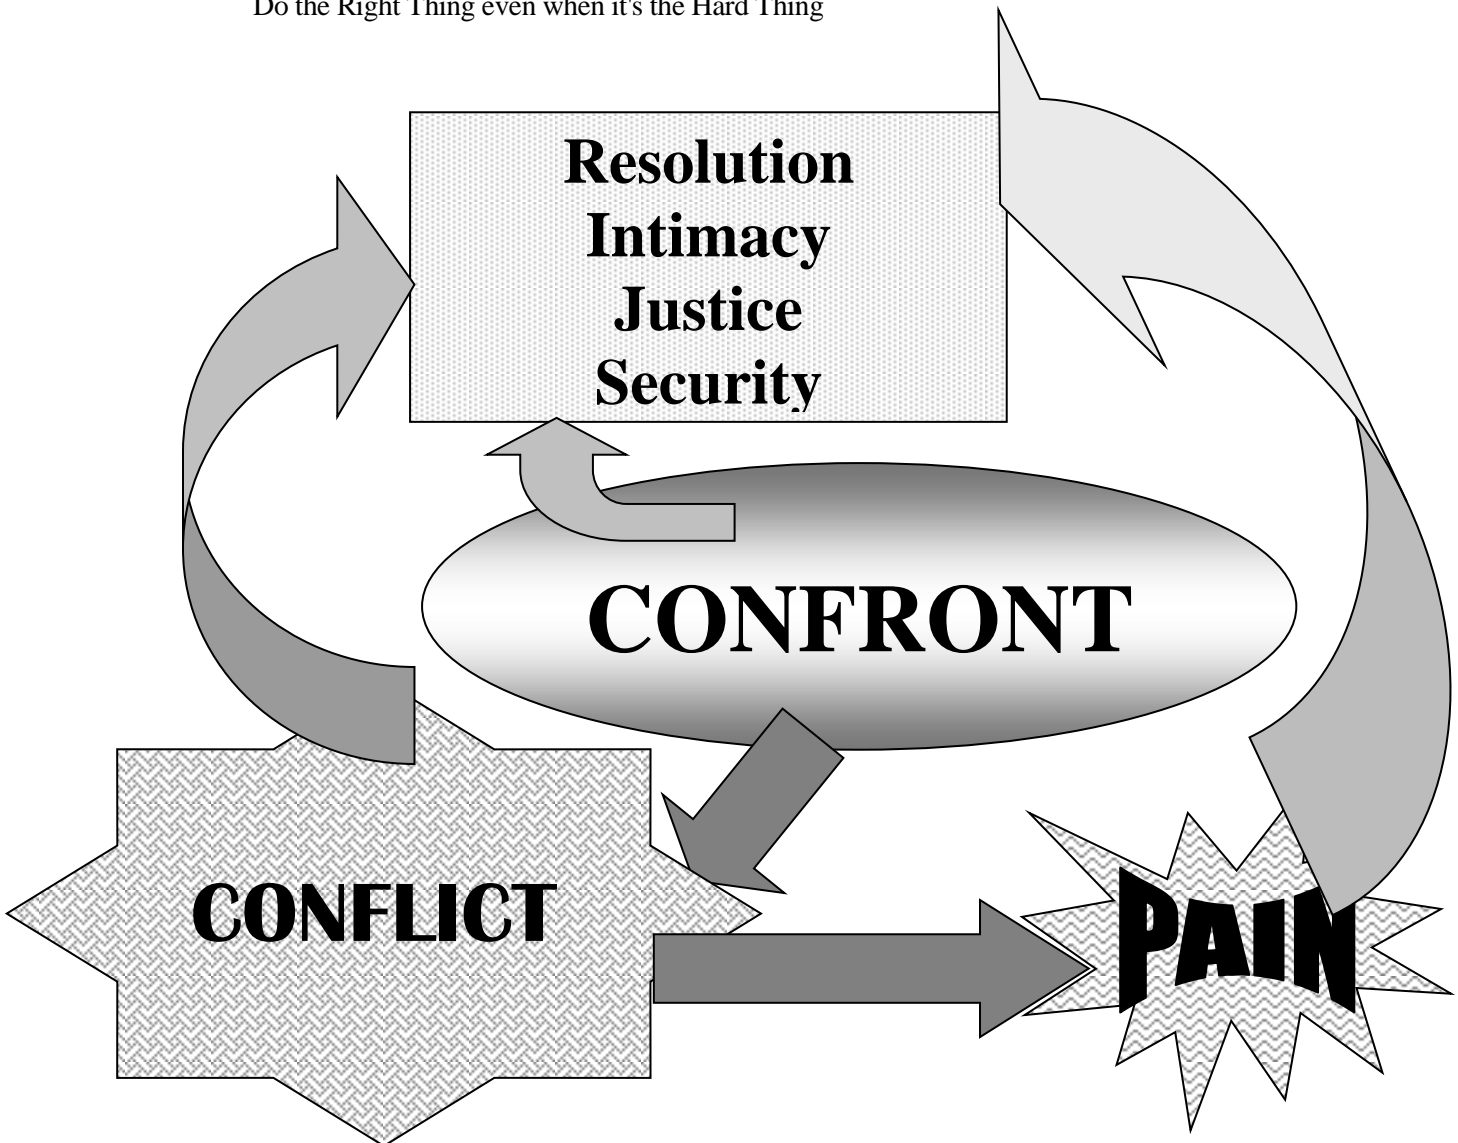 Do the Right Thing even when it's the Hard Thing
Resolution
Intimacy
Justice
Security
CONFRONT
CONFLICT
PAIN